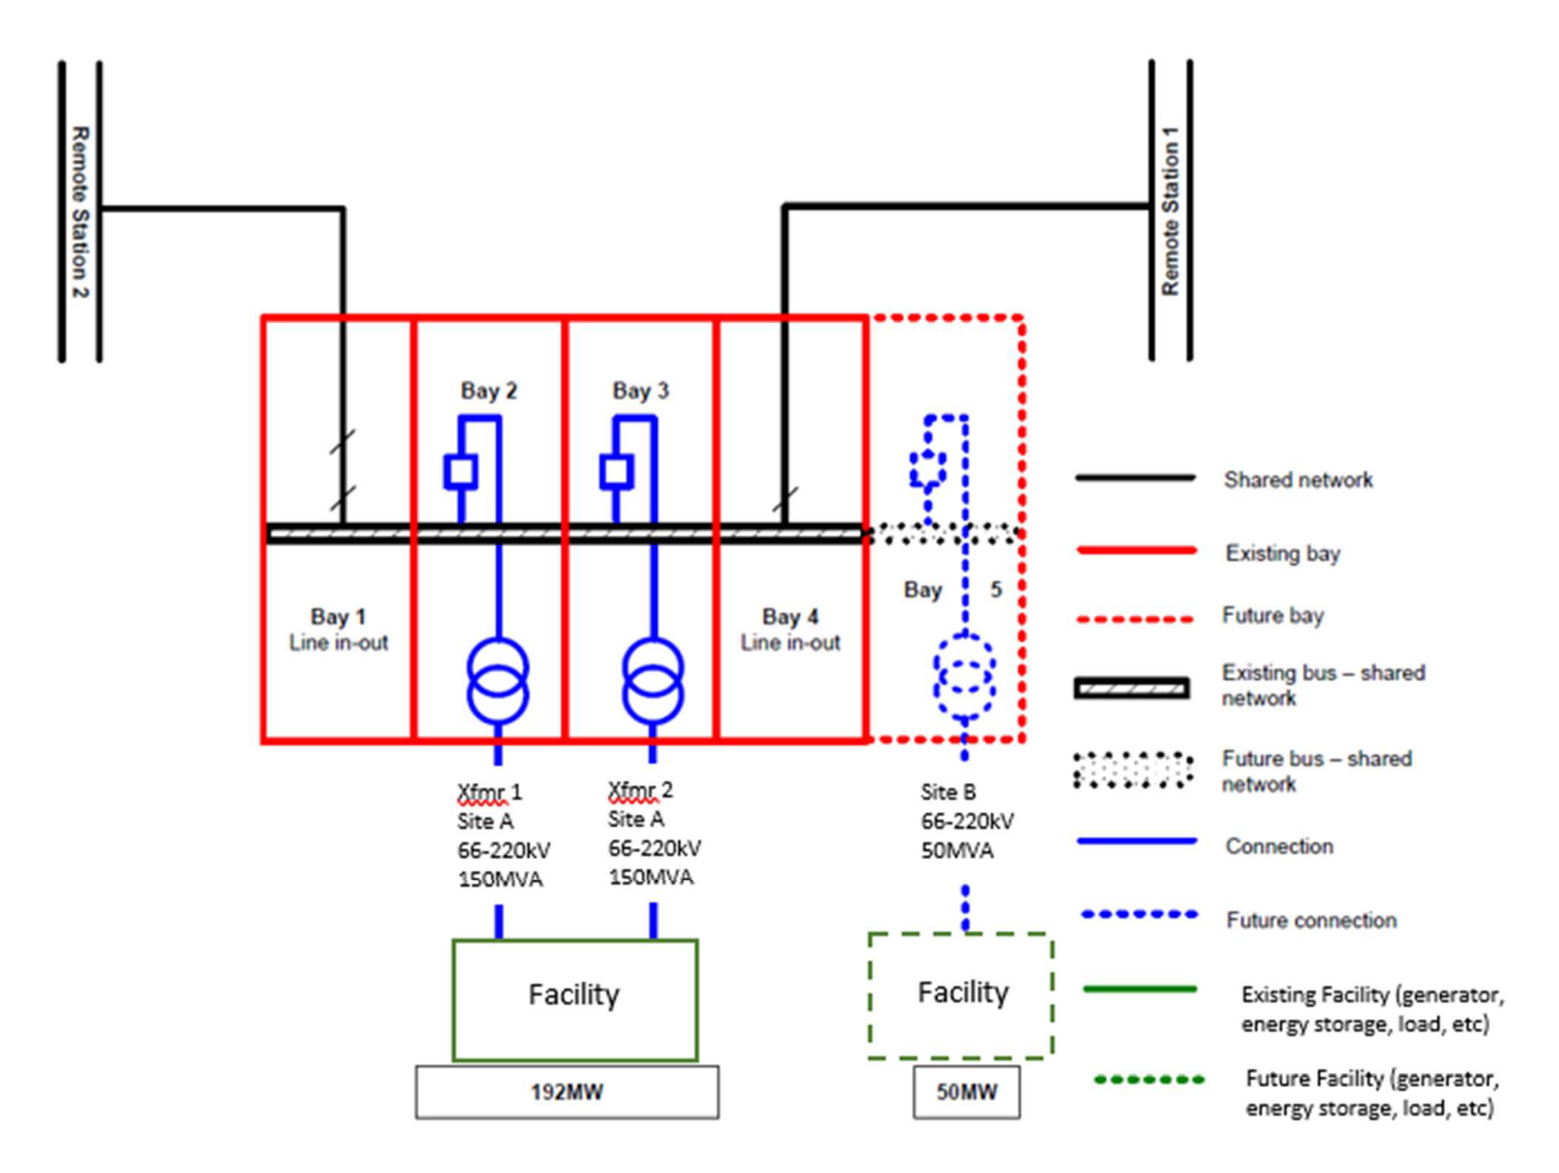 Remote Station 2
Remote Station 1
Bay 2
Bay 3
Bay 1
Line in-out
Bay 4
Line in-out
Bay 5
Xfmr 1
Site A
66-220kV
150MVA
Xfmr 2
Site A
66-220kV
150MVA
Site B
66-220kV
50MVA
Facility
192MW
Facility
50MW
Shared network
Existing bay
Future bay
Existing bus – shared
network
Future bus – shared
network
Connection
Future connection
Existing Facility (generator,
energy storage, load, etc)
Future Facility (generator,
energy storage, load, etc)